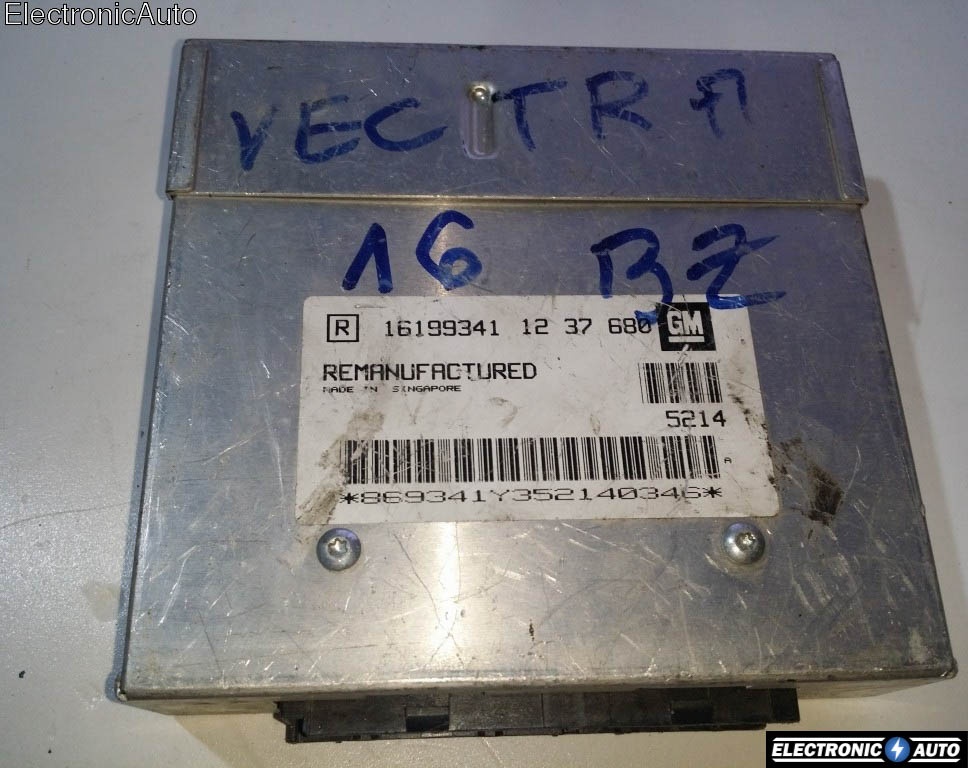 ElectronicAuto
VECTRA
16 BZ
R 16199341 12 37 680 GM
REMANUFACTURED
MADE IN SINGAPORE
5214
A
*869341Y352140346*
ELECTRONIC AUTO